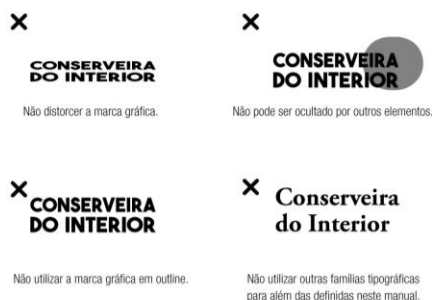 CONSERVEIRA
DO INTERIOR
Não distorcer a marca gráfica.
CONSERVEIRA
DO INTERIOR
Não pode ser ocultado por outros elementos.
CONSERVEIRA
DO INTERIOR
Não utilizar a marca gráfica em outline.
Conserveira
do Interior
Não utilizar outras famílias tipográficas
para além das definidas neste manual.